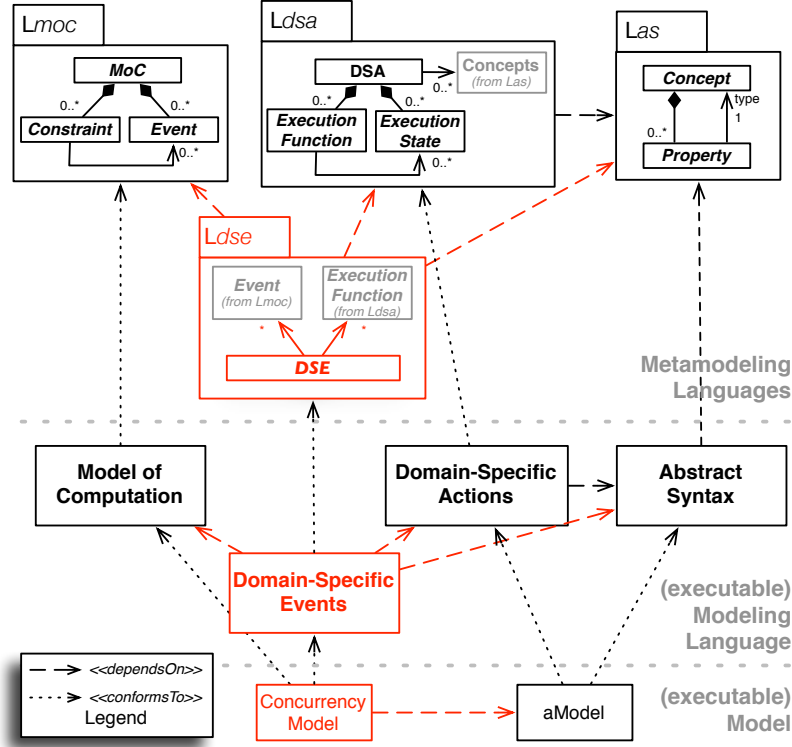 Lmoc
MoC
0..*
0..*
Constraint
Event
0..*
Ldsa
DSA
Concepts
(from Las)
0..*
0..*
0..*
Execution
Function
Execution
State
0..*
Las
Concept
type
1
0..*
Property
Ldse
Event
(from Lmoc)
Execution
Function
(from Ldsa)
*
*
DSE
Metamodeling
Languages
Model of
Computation
Domain-Specific
Actions
Abstract
Syntax
Domain-Specific
Events
(executable)
Modeling
Language
<<dependsOn>>
<<conformsTo>>
Legend
Concurrency
Model
aModel
(executable)
Model